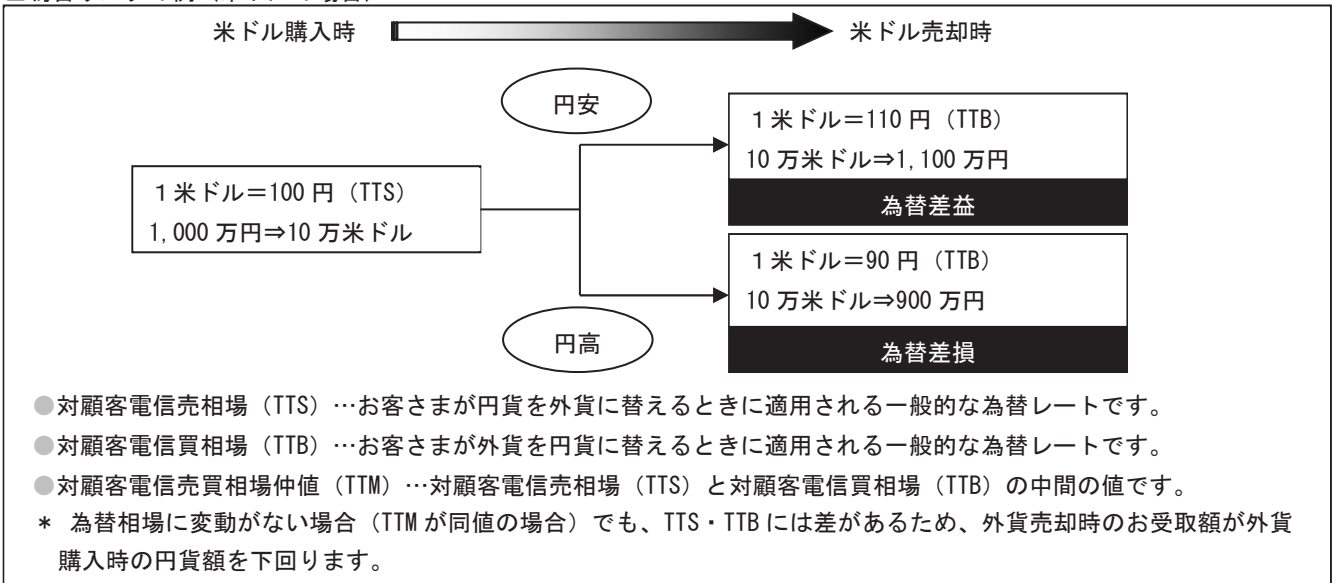 米ドル購入時
米ドル売却時
円安
1米ドル=110円(TTB)
10万米ドル⇒1,100万円
為替差益
1米ドル=100円(TTS)
1,000万円⇒10万米ドル
1米ドル=90円(TTB)
10万米ドル⇒900万円
為替差損
円高
●対顧客電信売相場(TTS)…お客さまが円貨を外貨に替えるときに適用される一般的な為替レートです。
●対顧客電信買相場(TTB)…お客さまが外貨を円貨に替えるときに適用される一般的な為替レートです。
●対顧客電信売買相場仲値(TTM)…対顧客電信売相場(TTS)と対顧客電信買相場(TTB)の中間の値です。
* 為替相場に変動がない場合(TTMが同値の場合)でも、TTS・TTBには差があるため、外貨売却時のお受取額が外貨
購入時の円貨額を下回ります。